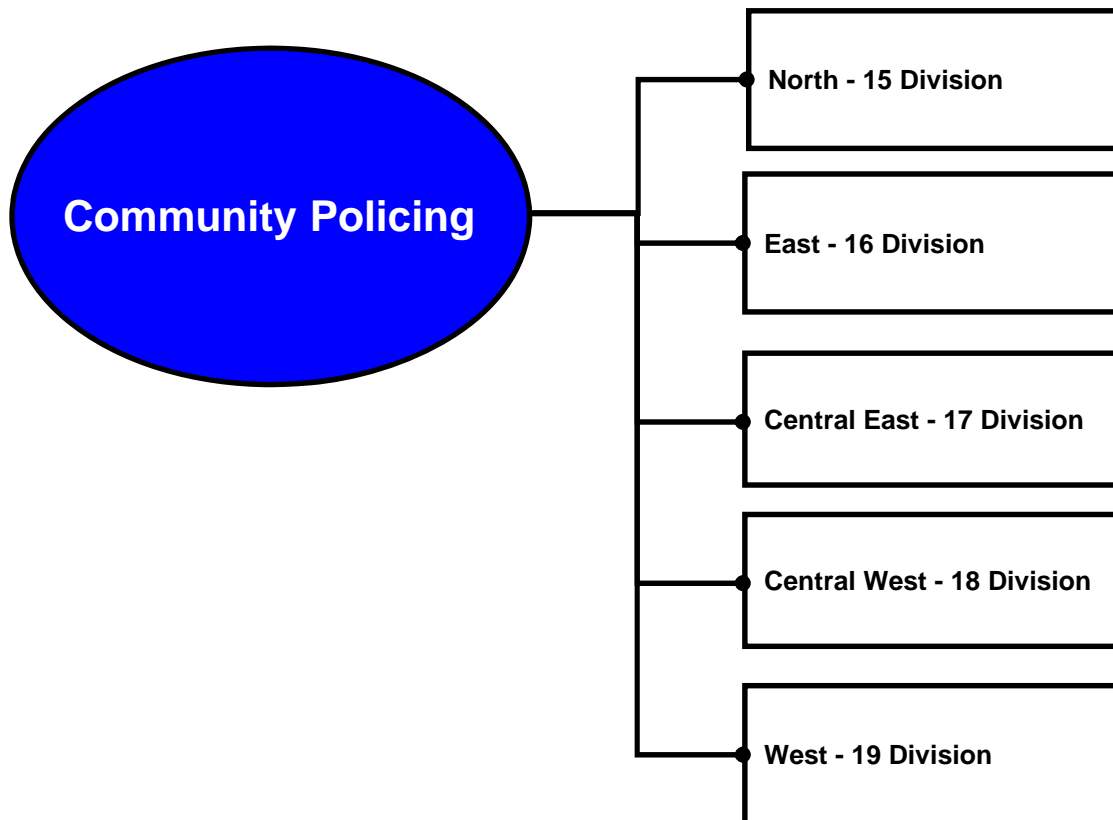 Community Policing
North - 15 Division
East - 16 Division
Central East - 17 Division
Central West - 18 Division
West - 19 Division